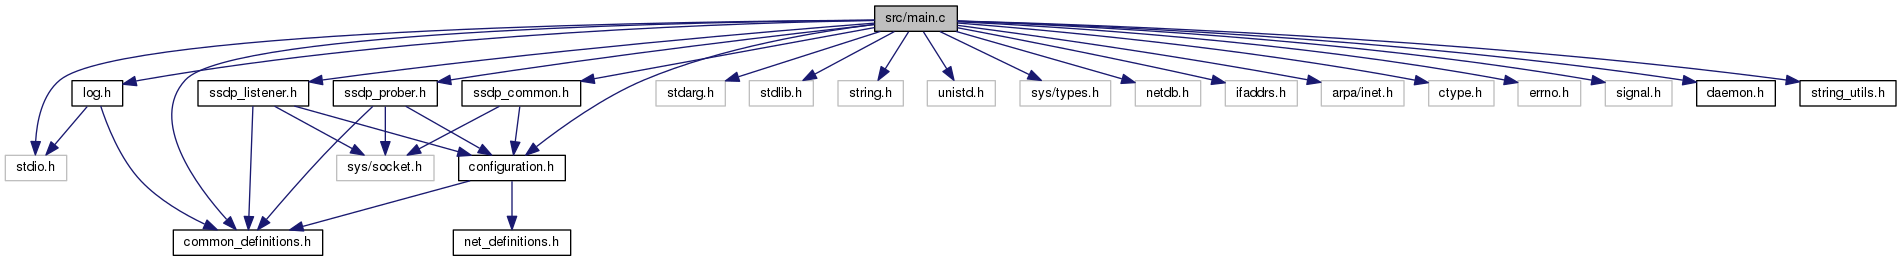 src/main.c
log.h
ssdp_listener.h
ssdp_prober.h
ssdp_common.h
stdarg.h
stdlib.h
string.h
unistd.h
sys/types.h
netdb.h
ifaddrs.h
arpa/inet.h
ctype.h
errno.h
signal.h
daemon.h
string_utils.h
stdio.h
sys/socket.h
configuration.h
common_definitions.h
net_definitions.h